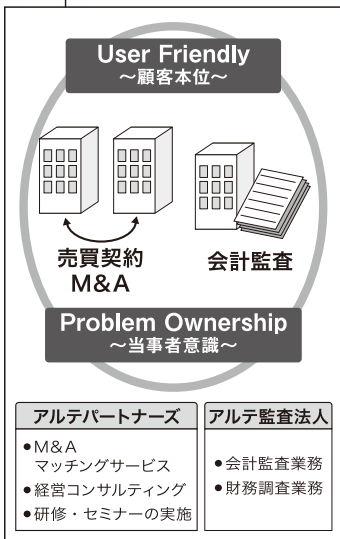 User Friendly
～顧客本位～
売買契約
M&A
会計監査
Problem Ownership
～当事者意識～
アルテパートナーズ
●M&A
マッチングサービス
●経営コンサルティング
●研修・セミナーの実施
アルテ監査法人
●会計監査業務
●財務調査業務